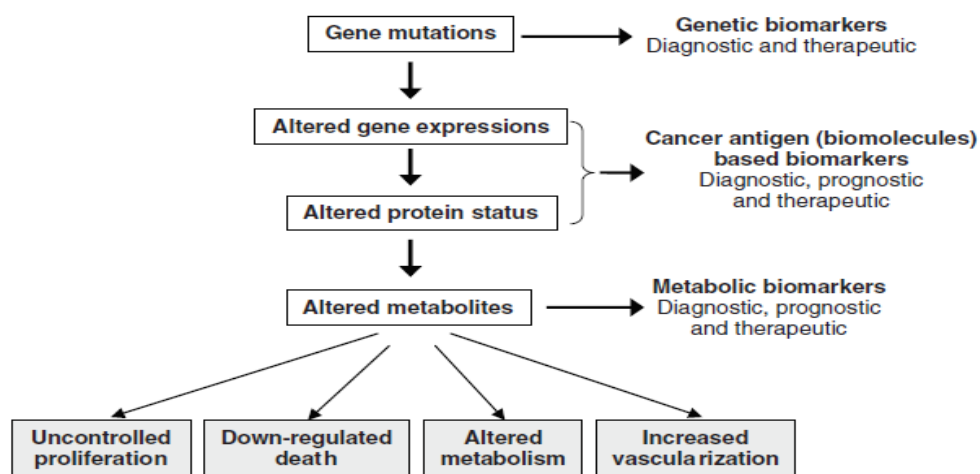 Gene mutations
Genetic biomarkers
Diagnostic and therapeutic
Altered gene expressions
Cancer antigen (biomolecules)
based biomarkers
Diagnostic, prognostic
and therapeutic
Altered protein status
Altered metabolites
Metabolic biomarkers
Diagnostic, prognostic
and therapeutic
Uncontrolled
proliferation
Down-regulated
death
Altered
metabolism
Increased
vascularization